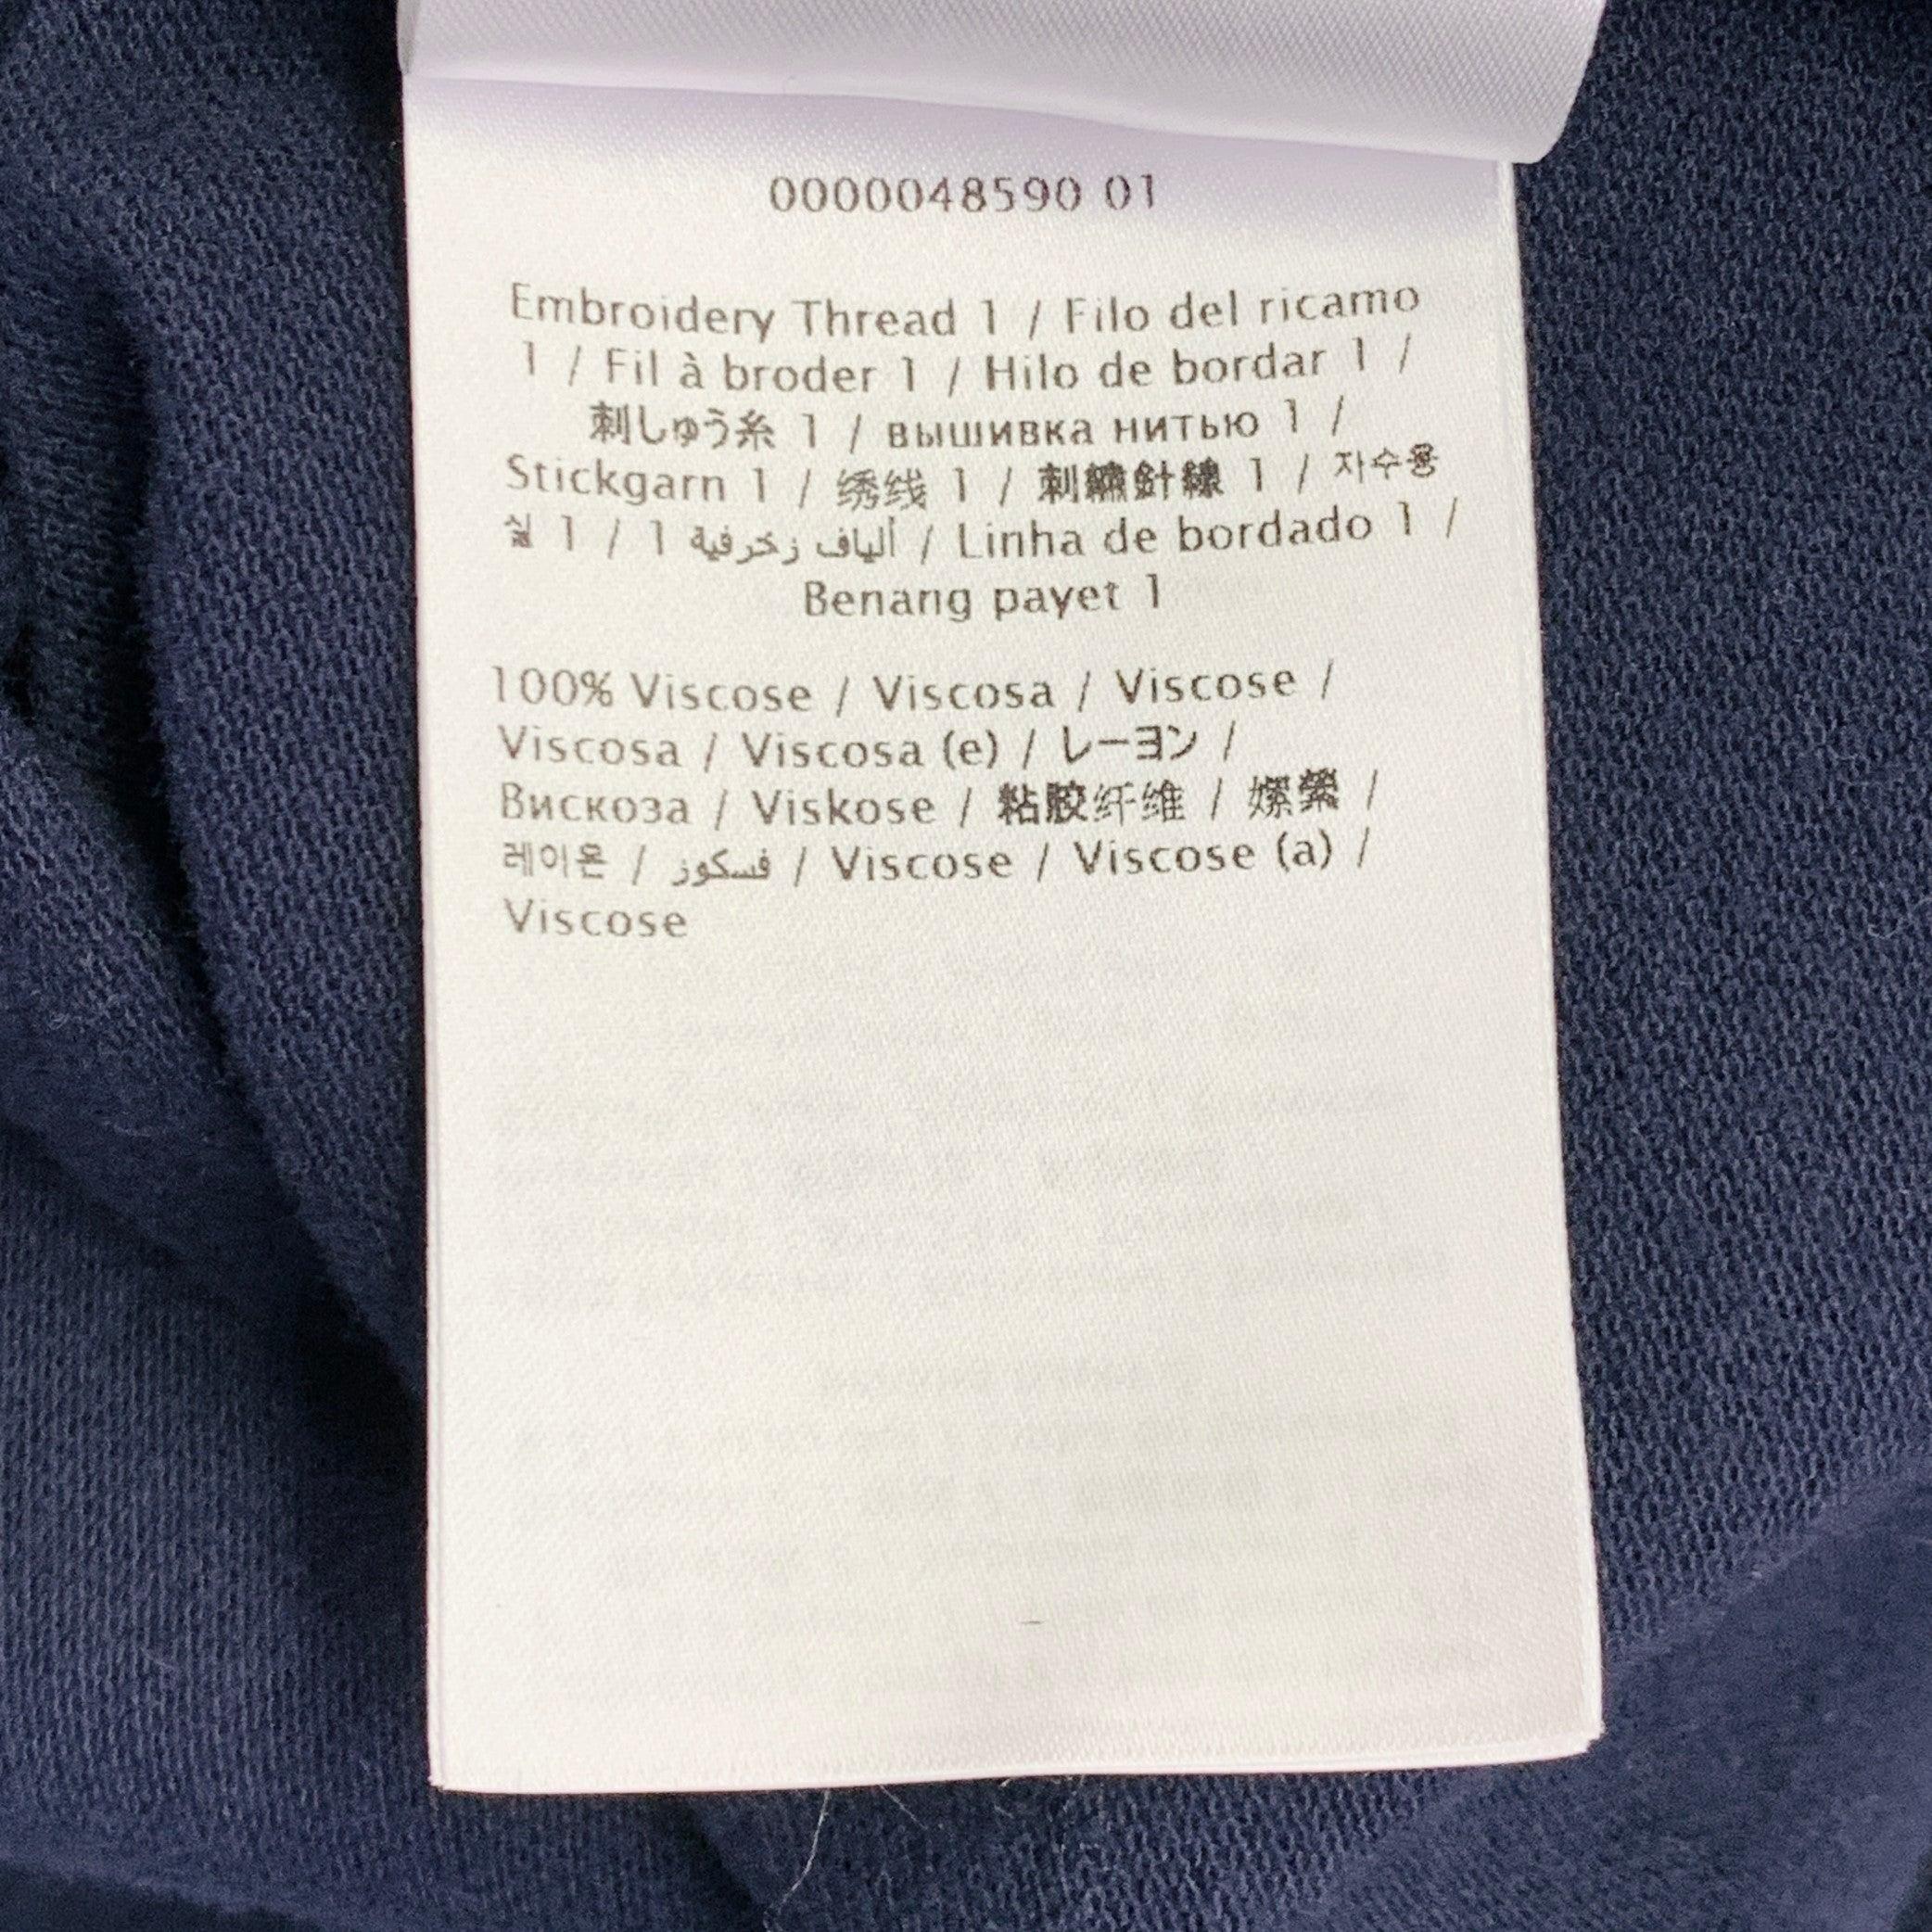 0000048590 01
Embroidery Thread 1 / Filo del ricamo
1 / Fil à broder 1 / Hilo de bordar 1 /
刺しゅう糸 1 / вышивка нитью 1 /
Stickgarn 1 / 绣线 1 / 刺繡針線 1 / 자수용
실 1 / 1 ألياف زخرفية / Linha de bordado 1 /
Benang payet 1
100% Viscose / Viscosa / Viscose /
Viscosa / Viscosa (e) / レーヨン /
Вискоза / Viskose / 粘胶纤维 / 嫘縈 /
레이온 / فسكوز / Viscose / Viscose (a) /
Viscose